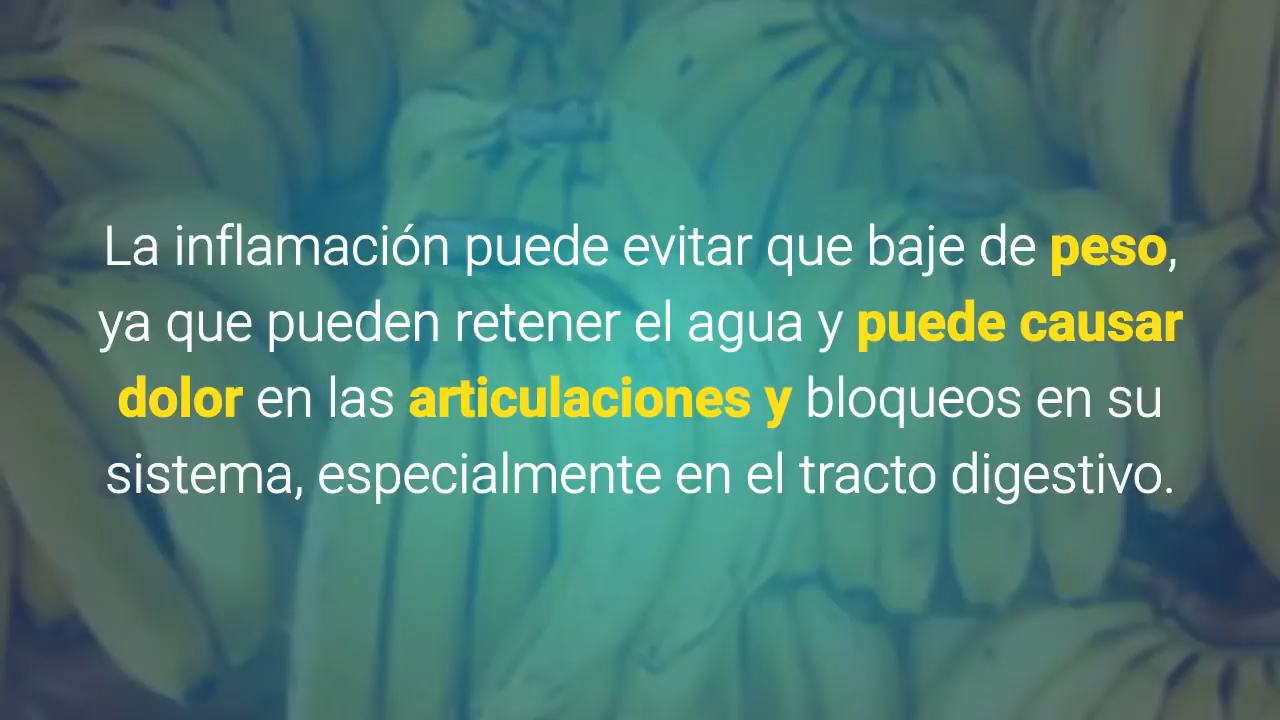 La inflamación puede evitar que baje de peso,
ya que pueden retener el agua y puede causar
dolor en las articulaciones y bloqueos en su
sistema, especialmente en el tracto digestivo.